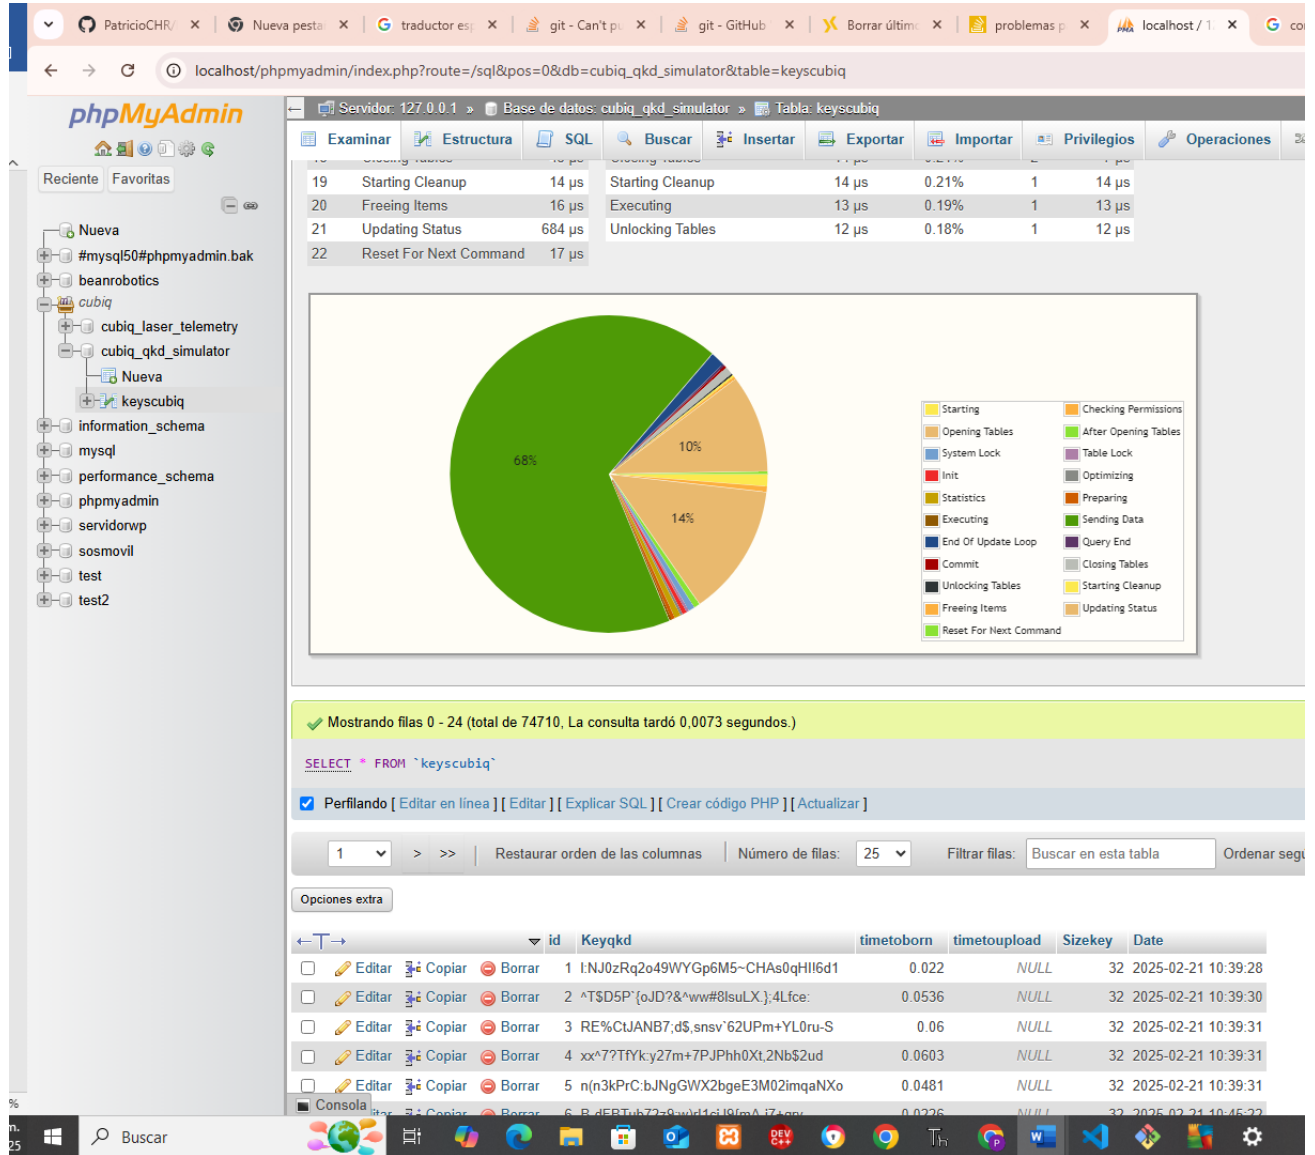 PatricioCHR/
Nueva pesta
traductor es
git - Can't pu
git - GitHub
Borrar últim
problemas p
localhost / 1
co
localhost/phpmyadmin/index.php?route=/sql&pos=0&db=cubiq_qkd_simulator&table=keyscubiq
phpMyAdmin
Reciente Favoritas
Nueva
#mysql50#phpmyadmin.bak
beanrobotics
cubiq
cubiq_laser_telemetry
cubiq_qkd_simulator
Nueva
keyscubiq
information_schema
mysql
performance_schema
phpmyadmin
servidorwp
sosmovil
test
test2
Servidor: 127.0.0.1 » Base de datos: cubiq_qkd_simulator » Tabla: keyscubiq
Examinar Estructura SQL Buscar Insertar Exportar Importar Privilegios Operaciones
19 Starting Cleanup 14 µs Starting Cleanup 14 µs 0.21% 1 14 µs
20 Freeing Items 16 µs Executing 13 µs 0.19% 1 13 µs
21 Updating Status 684 µs Unlocking Tables 12 µs 0.18% 1 12 µs
22 Reset For Next Command 17 µs
68%
10%
14%
Starting Checking Permissions
Opening Tables After Opening Tables
System Lock Table Lock
Init Optimizing
Statistics Preparing
Executing Sending Data
End Of Update Loop Query End
Commit Closing Tables
Unlocking Tables Starting Cleanup
Freeing Items Updating Status
Reset For Next Command
Mostrando filas 0 - 24 (total de 74710, La consulta tardó 0,0073 segundos.)
SELECT * FROM `keyscubiq`
Perfilando [ Editar en línea ] [ Editar ] [ Explicar SQL ] [ Crear código PHP ] [ Actualizar ]
1 > >> | Restaurar orden de las columnas | Número de filas: 25 Filtrar filas: Buscar en esta tabla Ordenar segú
Opciones extra
←T→ id Keyqkd timetoborn timetoupload Sizekey Date
Editar Copiar Borrar 1 I:NJ0zRq2o49WYGp6M5~CHAs0qHI!6d1 0.022 NULL 32 2025-02-21 10:39:28
Editar Copiar Borrar 2 ^T$D5P`{oJD?&^ww#8IsuLX.};4Lfce: 0.0536 NULL 32 2025-02-21 10:39:30
Editar Copiar Borrar 3 RE%CtJANB7;d$,snsv`62UPm+YL0ru-S 0.06 NULL 32 2025-02-21 10:39:31
Editar Copiar Borrar 4 xx^7?TfYk:y27m+7PJPhh0Xt,2Nb$2ud 0.0603 NULL 32 2025-02-21 10:39:31
Editar Copiar Borrar 5 n(n3kPrC:bJNgGWX2bgeE3M02imqaNXo 0.0481 NULL 32 2025-02-21 10:39:31
Consola
Buscar